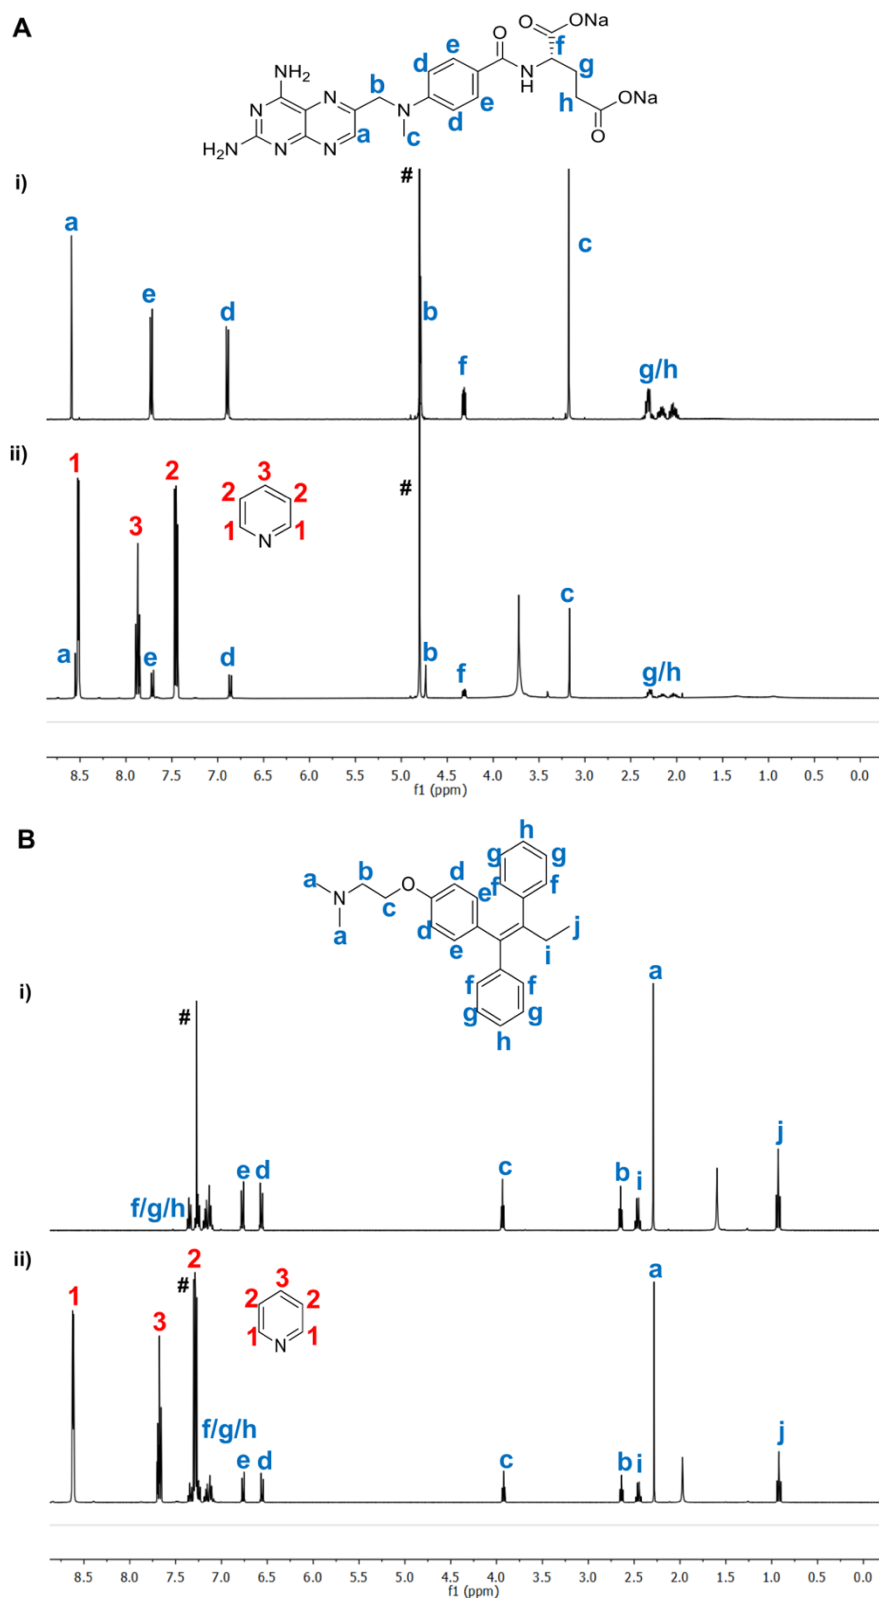 A
NH₂
N
N
H₂N
N
N
a
b
N
c
d
e
d
e
O
NH
O
ONa
f
g
h
ONa
O
i)
a
e
d
#
b
f
c
g/h
ii)
1
a
3
e
2
2
3
2
1
N
1
d
#
b
f
c
g/h
8.5 8.0 7.5 7.0 6.5 6.0 5.5 5.0 4.5 4.0 3.5 3.0 2.5 2.0 1.5 1.0 0.5 0.0
f1 (ppm)
B
a
N
a
b
c
O
d
d
e
e
g
h
g
f
f
j
i
f
f
g
g
h
i)
#
f/g/h
e
d
c
b
i
a
j
ii)
1
3
#
2
2
3
2
1
N
1
f/g/h
e
d
c
b
i
a
j
8.5 8.0 7.5 7.0 6.5 6.0 5.5 5.0 4.5 4.0 3.5 3.0 2.5 2.0 1.5 1.0 0.5 0.0
f1 (ppm)